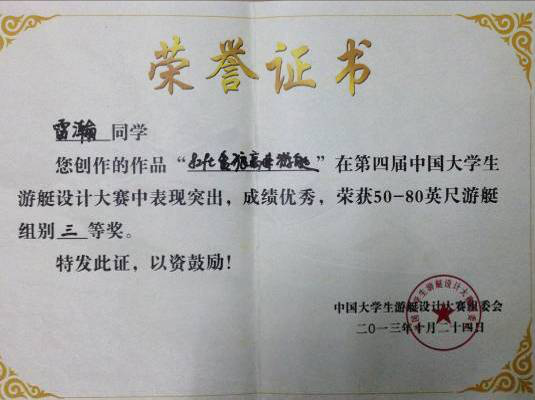 荣誉证书
雷瀚 同学
您创作的作品“游艇”在第四届中国大学生
游艇设计大赛中表现突出，成绩优秀，荣获50-80英尺游艇
组别三等奖。
特发此证，以资鼓励！
中国大学生游艇设计大赛组委会
二〇一三年十月二十四日